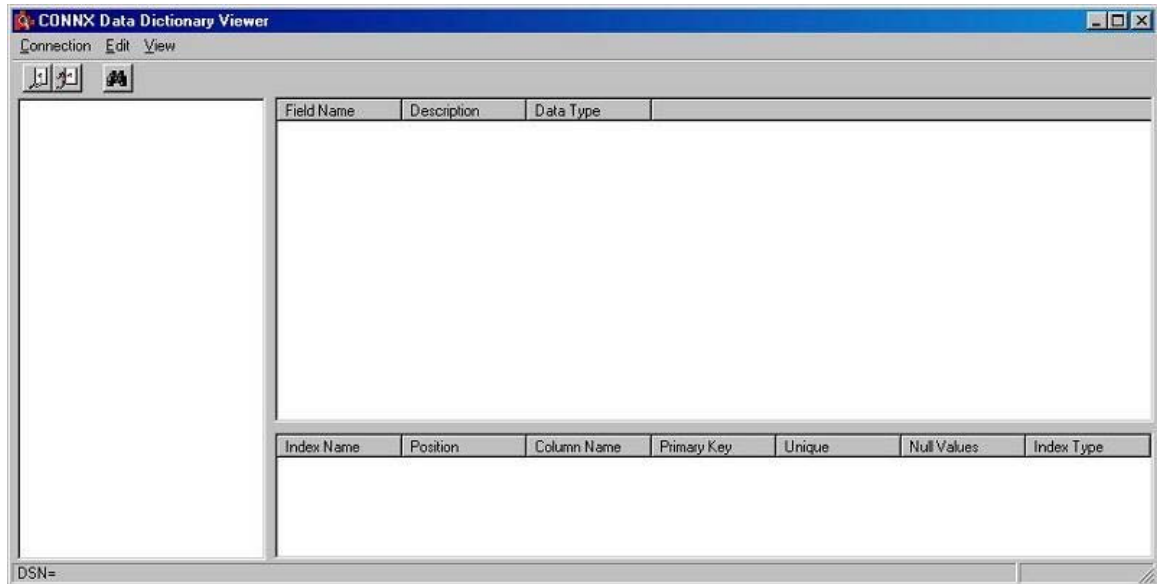 CONNX Data Dictionary Viewer
Connection Edit View
Field Name Description Data Type
Index Name Position Column Name Primary Key Unique Null Values Index Type
DSN=